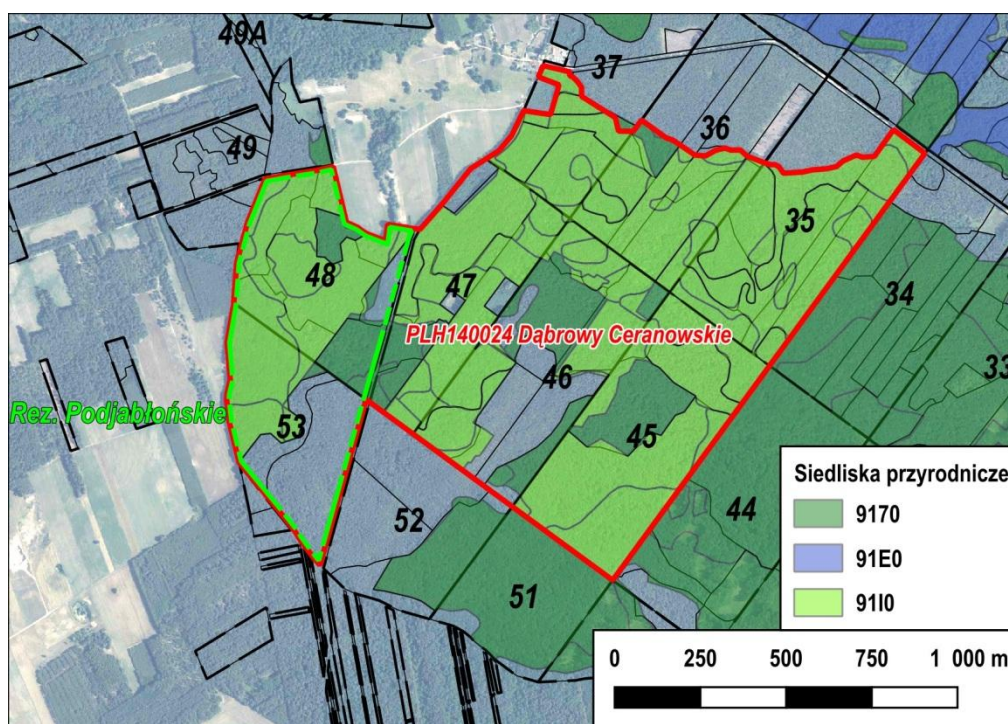 49A
37
36
49
35
48
34
47
PLH140024 Dąbrowy Ceranowskie
33
46
Rez. Podjabłońskie
53
45
Siedliska przyrodnicze
9170
44
91E0
52
91I0
51
0 250 500 750 1 000 m